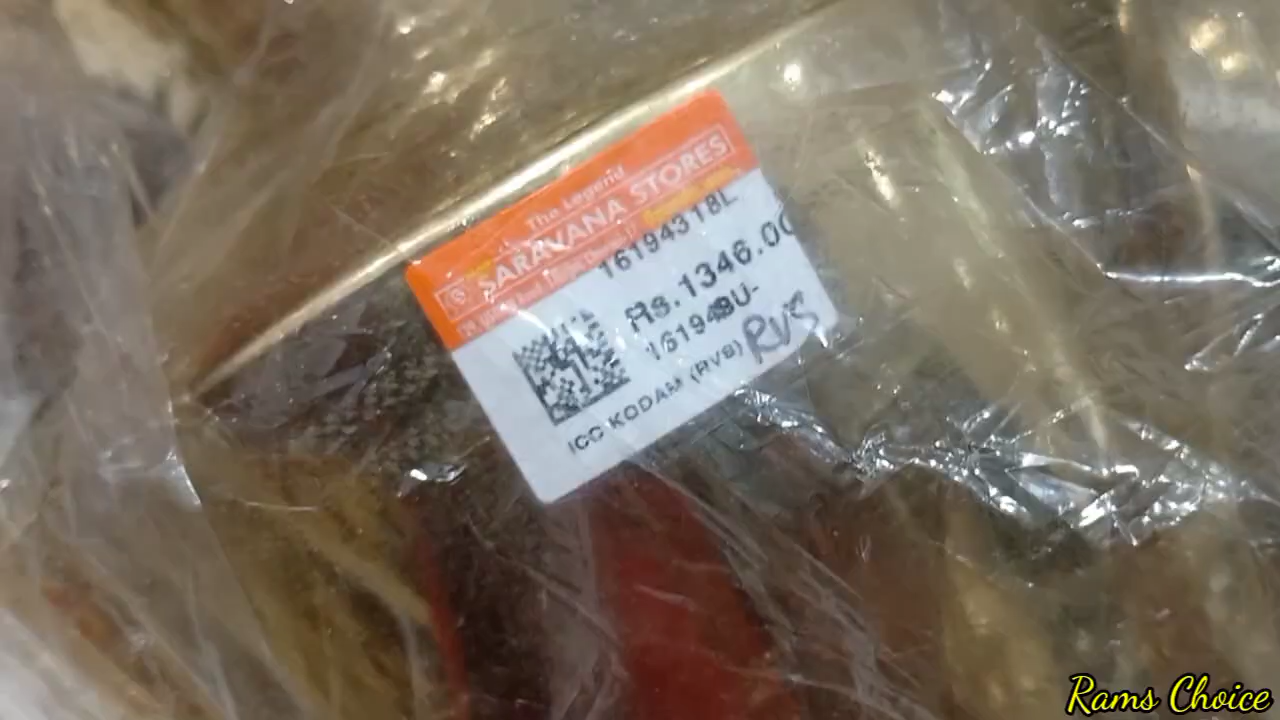 The Legend
SARAVANA STORES
16194318L
Rs.1346.00
RVS
ICC KODAM (RVS)
Rams Choice